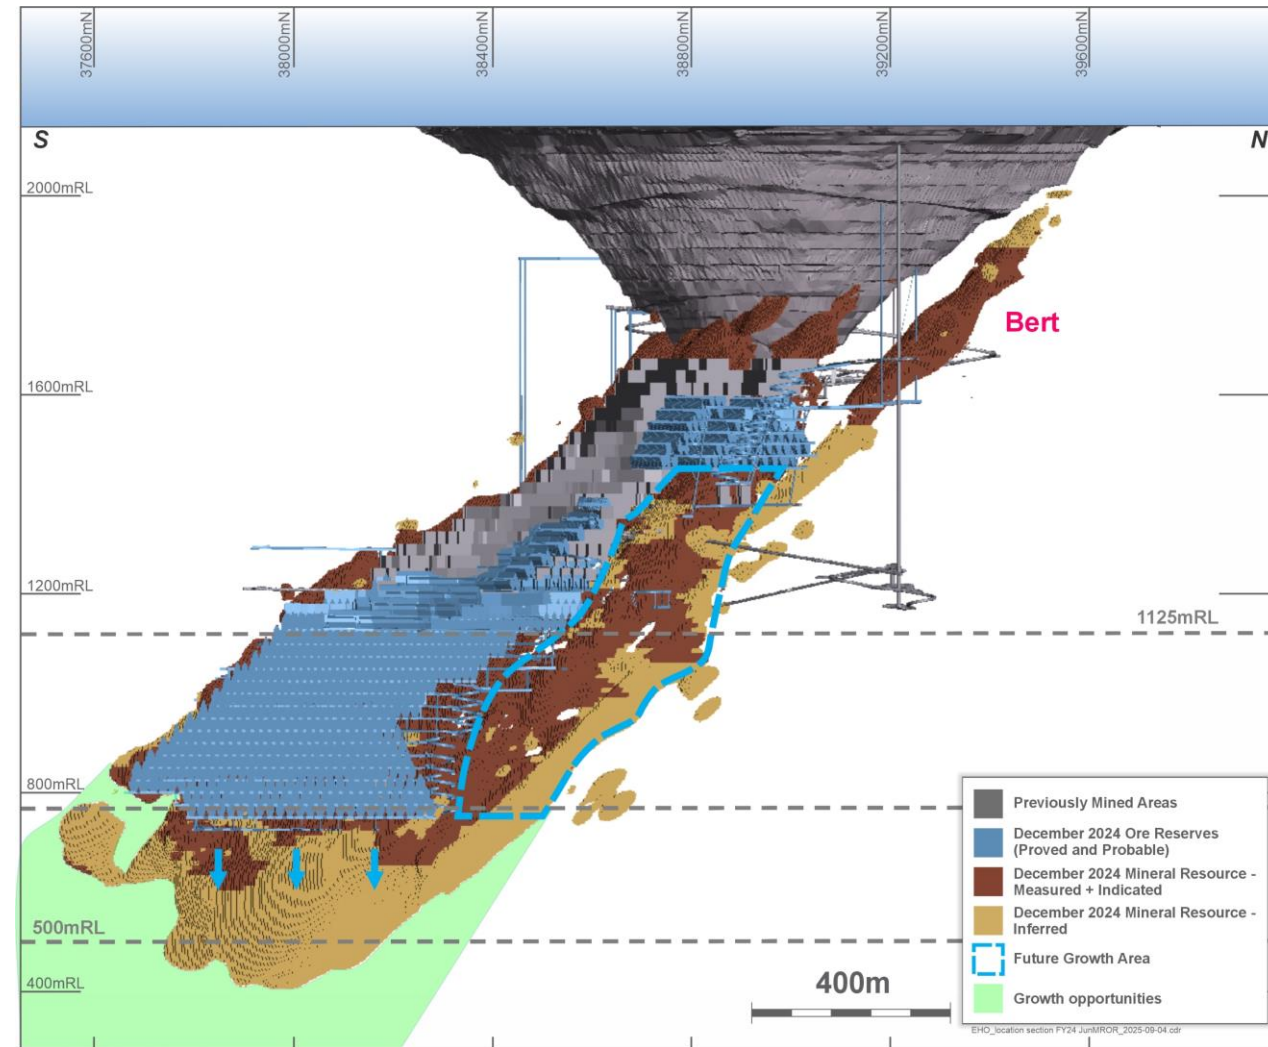 37600mN
38000mN
38400mN
38800mN
39200mN
39600mN
S
N
2000mRL
Bert
1600mRL
1200mRL
1125mRL
800mRL
500mRL
400mRL
400m
Previously Mined Areas
December 2024 Ore Reserves
(Proved and Probable)
December 2024 Mineral Resource -
Measured + Indicated
December 2024 Mineral Resource -
Inferred
Future Growth Area
Growth opportunities
EHO_location section FY24 JunMROR_2025-09-04.cdr